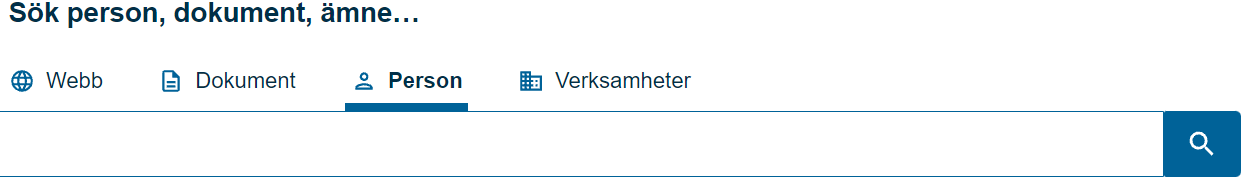 Sök person, dokument, ämne…
Webb Dokument Person Verksamheter